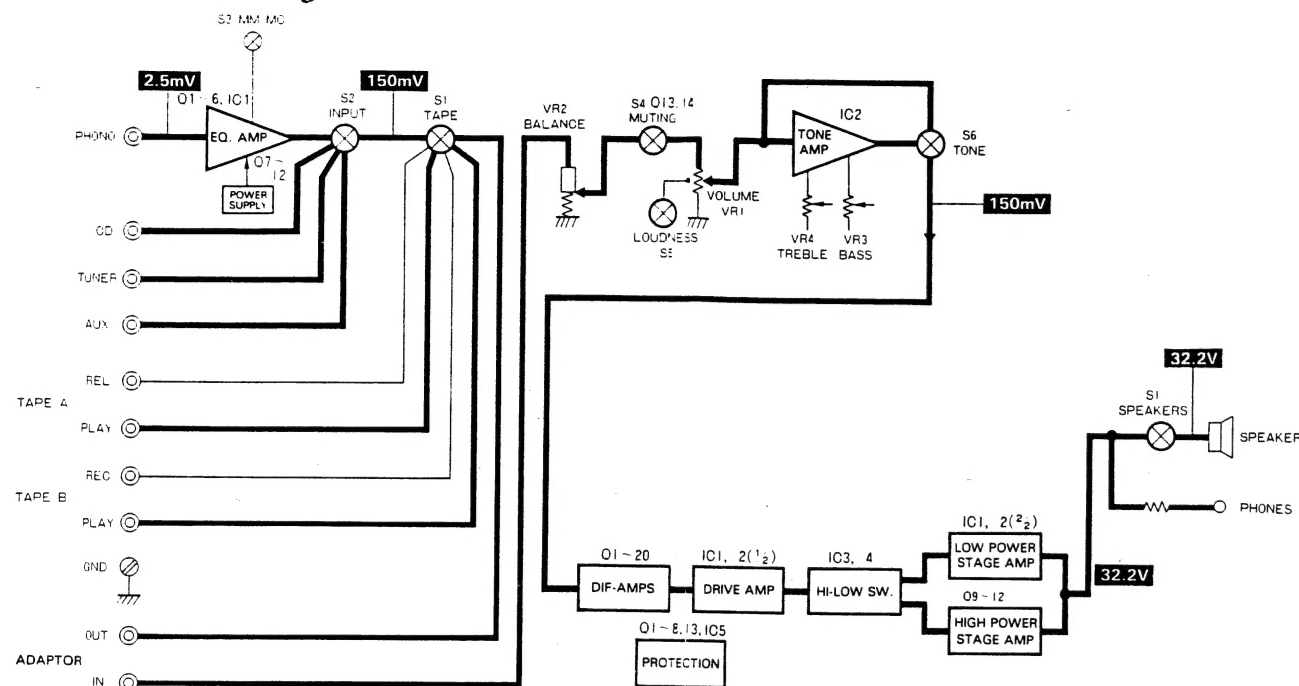 S3 MM MC
2.5mV
Q1~6, IC1
S2
INPUT
150mV
S1
TAPE
PHONO
EQ. AMP
Q7~
12
POWER
SUPPLY
CD
TUNER
AUX
TAPE A
REL
PLAY
TAPE B
REC
PLAY
GND
ADAPTOR
OUT
IN
VR2
BALANCE
S4 Q13, 14
MUTING
VOLUME
VR1
LOUDNESS
S5
IC2
TONE
AMP
S6
TONE
VR4
TREBLE
VR3
BASS
150mV
32.2V
S1
SPEAKERS
SPEAKER
PHONES
Q1~20
DIF-AMPS
IC1, 2(1/2)
DRIVE AMP
IC3, 4
HI-LOW SW.
IC1, 2(2/2)
LOW POWER
STAGE AMP
32.2V
Q9~12
HIGH POWER
STAGE AMP
Q1~8,13, IC5
PROTECTION